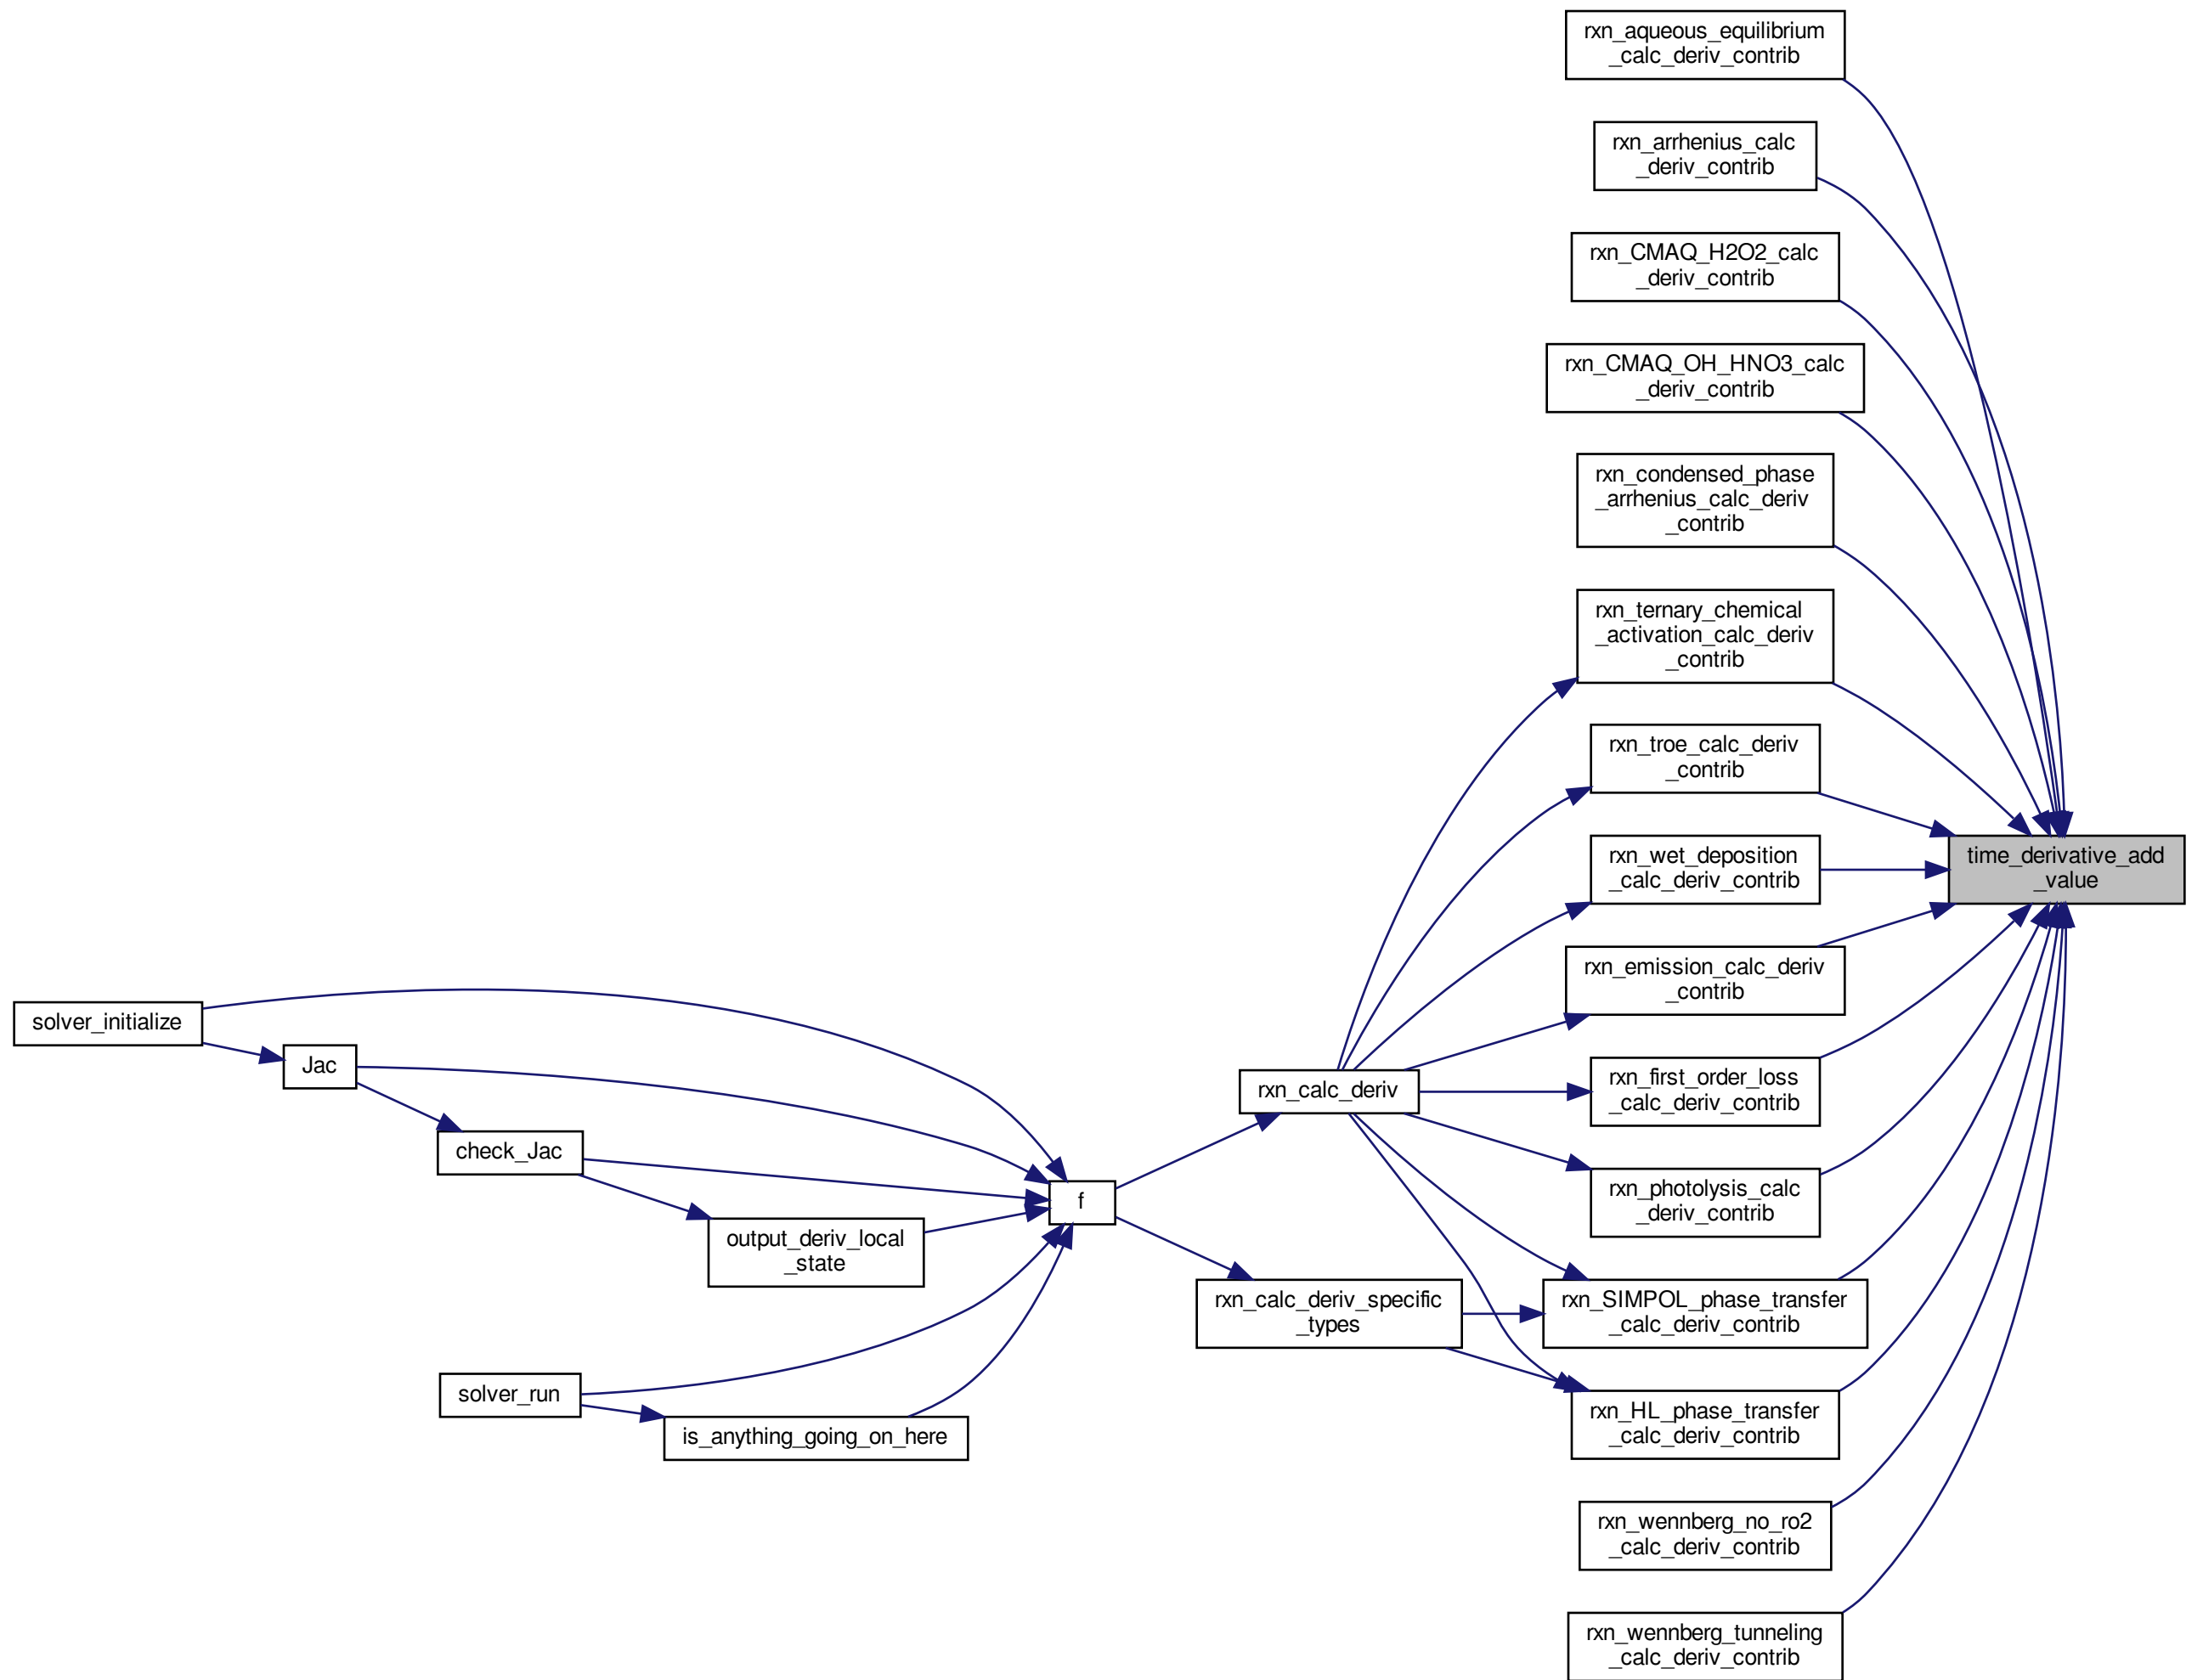 rxn_aqueous_equilibrium
_calc_deriv_contrib
rxn_arrhenius_calc
_deriv_contrib
rxn_CMAQ_H2O2_calc
_deriv_contrib
rxn_CMAQ_OH_HNO3_calc
_deriv_contrib
rxn_condensed_phase
_arrhenius_calc_deriv
_contrib
rxn_ternary_chemical
_activation_calc_deriv
_contrib
rxn_troe_calc_deriv
_contrib
rxn_wet_deposition
_calc_deriv_contrib
time_derivative_add
_value
rxn_emission_calc_deriv
_contrib
solver_initialize
Jac
rxn_calc_deriv
rxn_first_order_loss
_calc_deriv_contrib
check_Jac
f
rxn_photolysis_calc
_deriv_contrib
output_deriv_local
_state
rxn_calc_deriv_specific
_types
rxn_SIMPOL_phase_transfer
_calc_deriv_contrib
solver_run
is_anything_going_on_here
rxn_HL_phase_transfer
_calc_deriv_contrib
rxn_wennberg_no_ro2
_calc_deriv_contrib
rxn_wennberg_tunneling
_calc_deriv_contrib